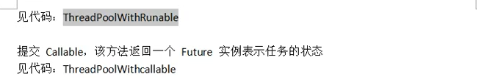 见代码：ThreadPoolWithRunable
提交 Callable，该方法返回一个 Future 实例表示任务的状态
见代码：ThreadPoolWithcallable